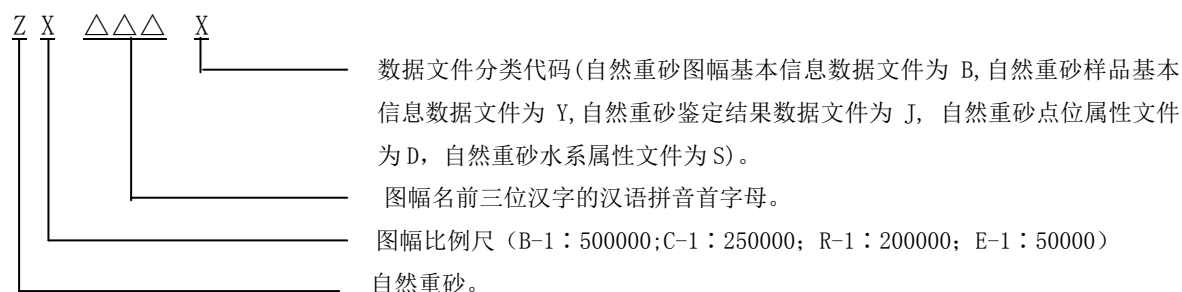 Z X △△△ X
数据文件分类代码(自然重砂图幅基本信息数据文件为 B,自然重砂样品基本
信息数据文件为 Y,自然重砂鉴定结果数据文件为 J, 自然重砂点位属性文件
为 D，自然重砂水系属性文件为 S)。
图幅名前三位汉字的汉语拼音首字母。
图幅比例尺（B-1∶500000;C-1∶250000；R-1∶200000；E-1∶50000）
自然重砂。